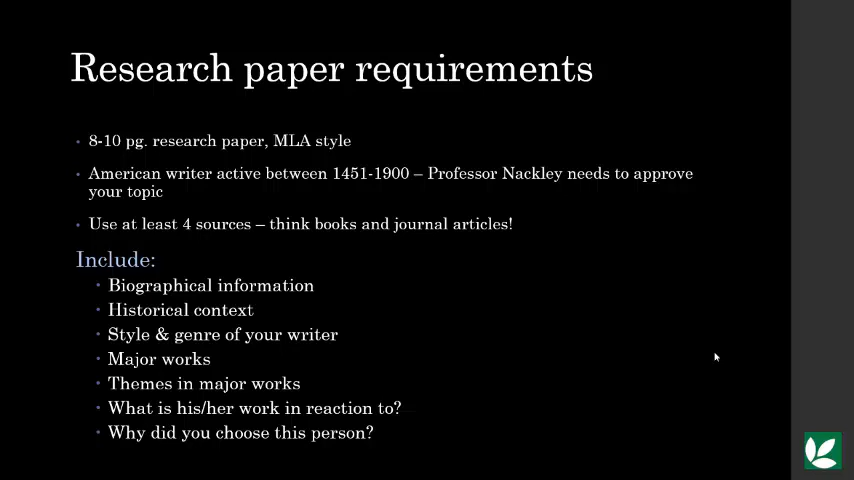 Research paper requirements
• 8-10 pg. research paper, MLA style
• American writer active between 1451-1900 – Professor Nackley needs to approve
your topic
• Use at least 4 sources – think books and journal articles!
Include:
• Biographical information
• Historical context
• Style & genre of your writer
• Major works
• Themes in major works
• What is his/her work in reaction to?
• Why did you choose this person?